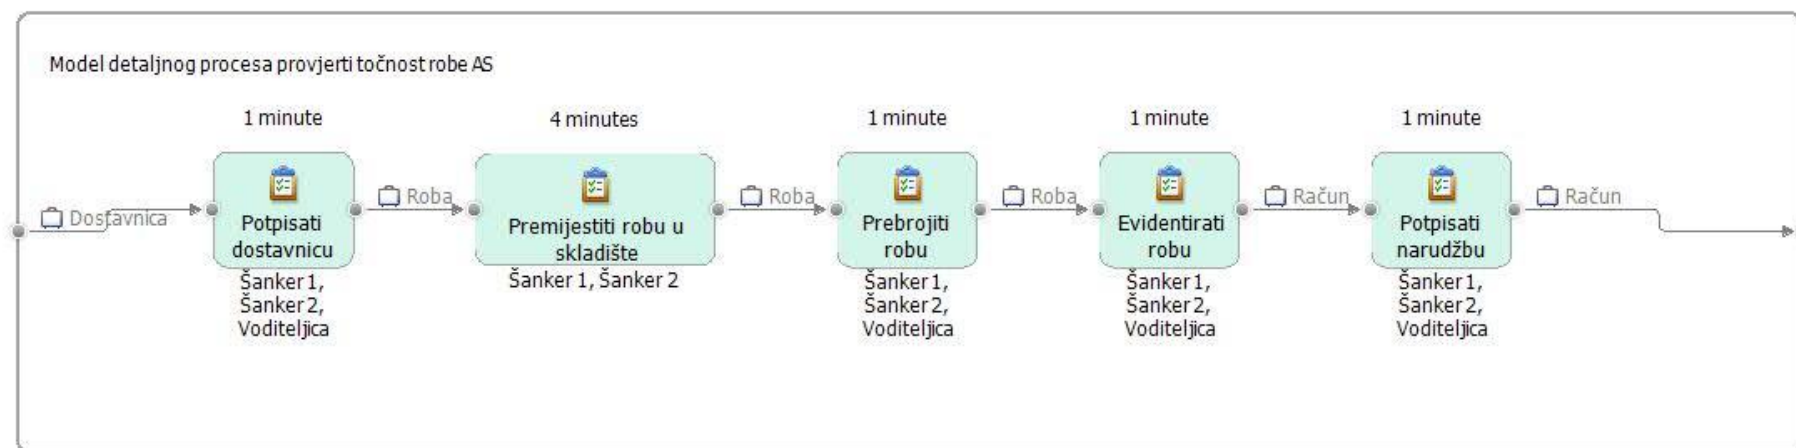 Model detaljnog procesa provjerti točnost robe AS
1 minute
4 minutes
1 minute
1 minute
1 minute
Dostavnica
Potpisati
dostavnicu
Šanker 1,
Šanker 2,
Voditeljica
Roba
Premijestiti robu u
skladište
Šanker 1, Šanker 2
Roba
Prebrojiti
robu
Šanker 1,
Šanker 2,
Voditeljica
Roba
Evidentirati
robu
Šanker 1,
Šanker 2,
Voditeljica
Račun
Potpisati
narudžbu
Šanker 1,
Šanker 2,
Voditeljica
Račun